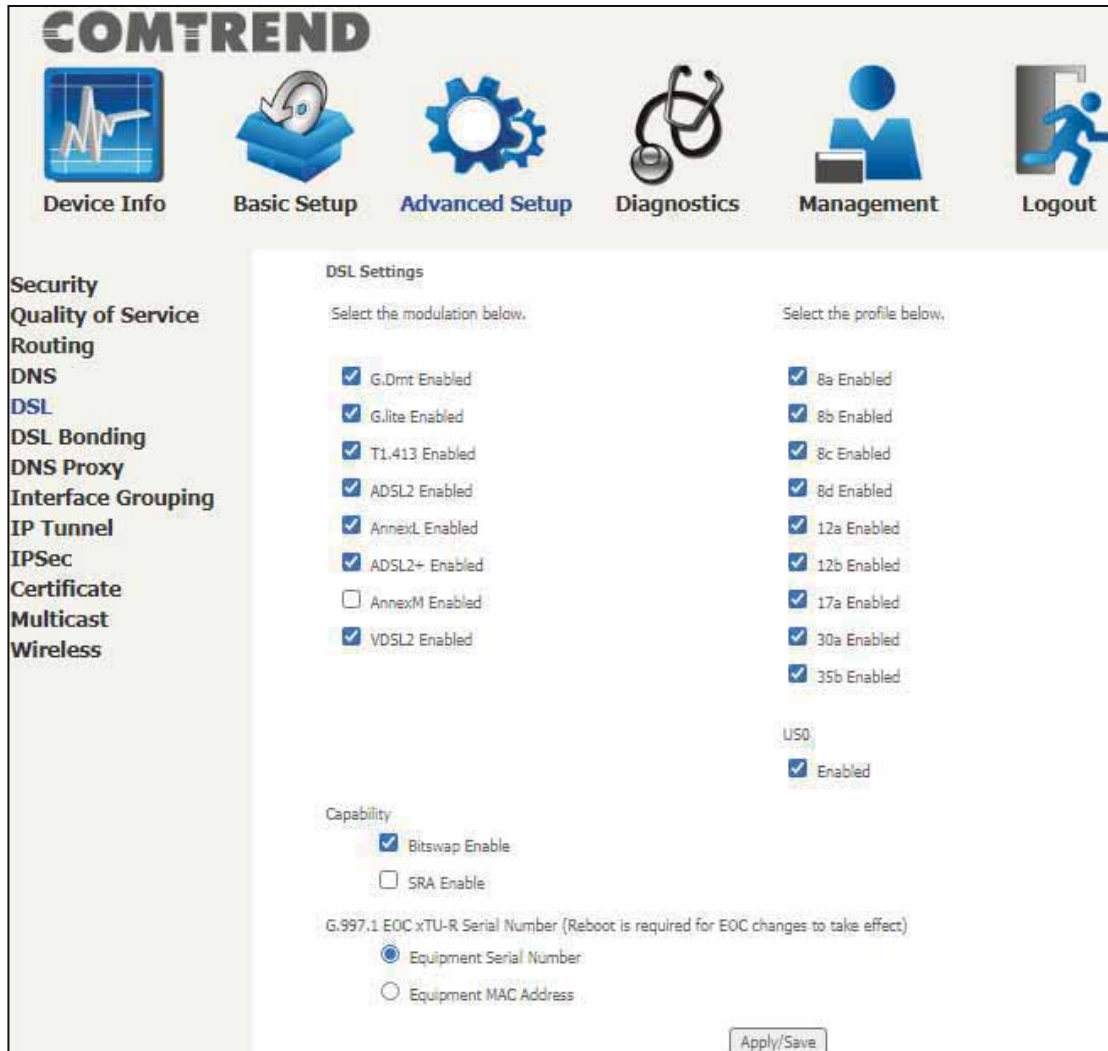 COMTREND
Device Info Basic Setup Advanced Setup Diagnostics Management Logout
Security
Quality of Service
Routing
DNS
DSL
DSL Bonding
DNS Proxy
Interface Grouping
IP Tunnel
IPSec
Certificate
Multicast
Wireless
DSL Settings
Select the modulation below. Select the profile below.
G.Dmt Enabled 8a Enabled
G.lite Enabled 8b Enabled
T1.413 Enabled 8c Enabled
ADSL2 Enabled 8d Enabled
AnnexL Enabled 12a Enabled
ADSL2+ Enabled 12b Enabled
AnnexM Enabled 17a Enabled
VDSL2 Enabled 30a Enabled
35b Enabled
US0
Enabled
Capability
Bitswap Enable
SRA Enable
G.997.1 EOC xTU-R Serial Number (Reboot is required for EOC changes to take effect)
Equipment Serial Number
Equipment MAC Address
Apply/Save